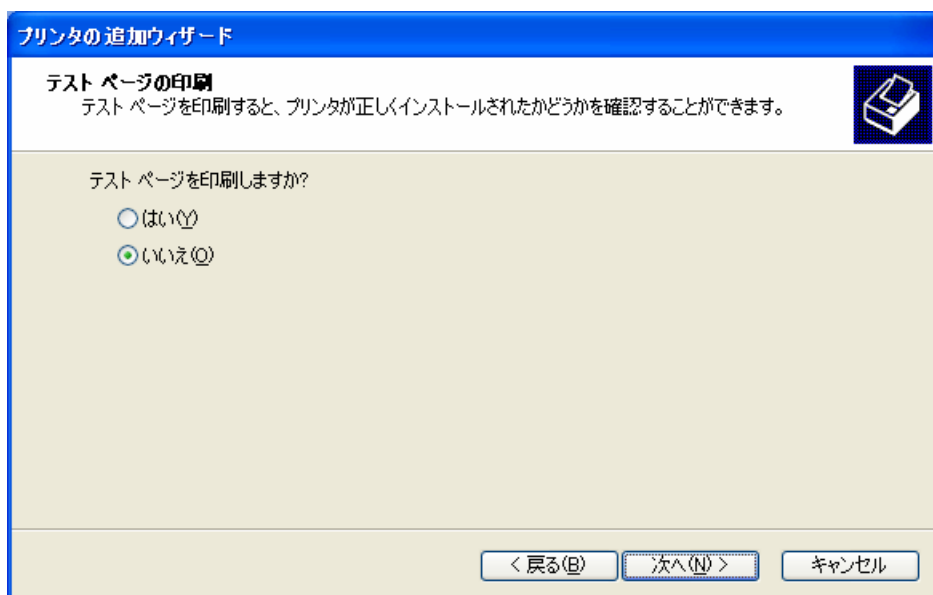 プリンタの追加ウィザード
テスト ページの印刷
テスト ページを印刷すると、プリンタが正しくインストールされたかどうかを確認することができます。
テスト ページを印刷しますか?
はい(Y)
いいえ(O)
< 戻る(B) 次へ(N) > キャンセル